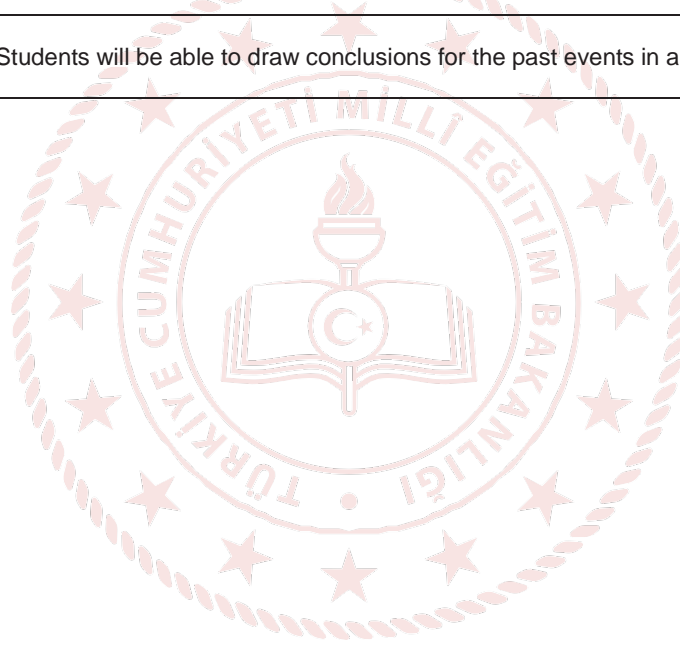 Students will be able to draw conclusions for the past events in a
TÜRKİYE CUMHURİYETİ MİLLÎ EĞİTİM BAKANLIĞI